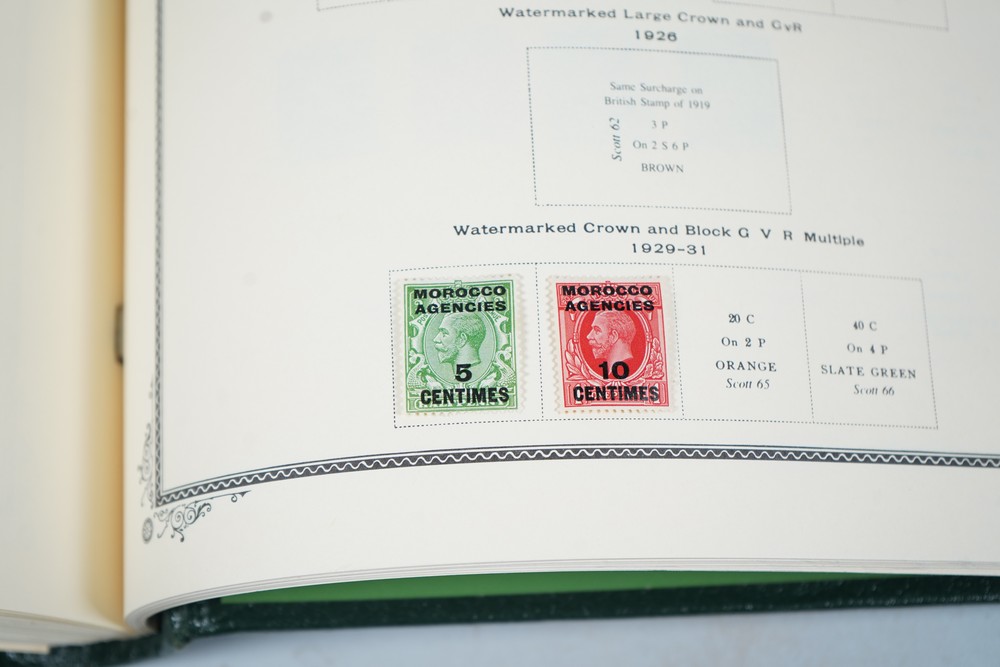 Watermarked Large Crown and GvR
1926
Same Surcharge on
British Stamp of 1919
Scott 62
3 P
On 2 S 6 P
BROWN
Watermarked Crown and Block G V R Multiple
1929-31
MOROCCO
AGENCIES
5
CENTIMES
MOROCCO
AGENCIES
10
CENTIMES
20 C
On 2 P
ORANGE
Scott 65
40 C
On 4 P
SLATE GREEN
Scott 66